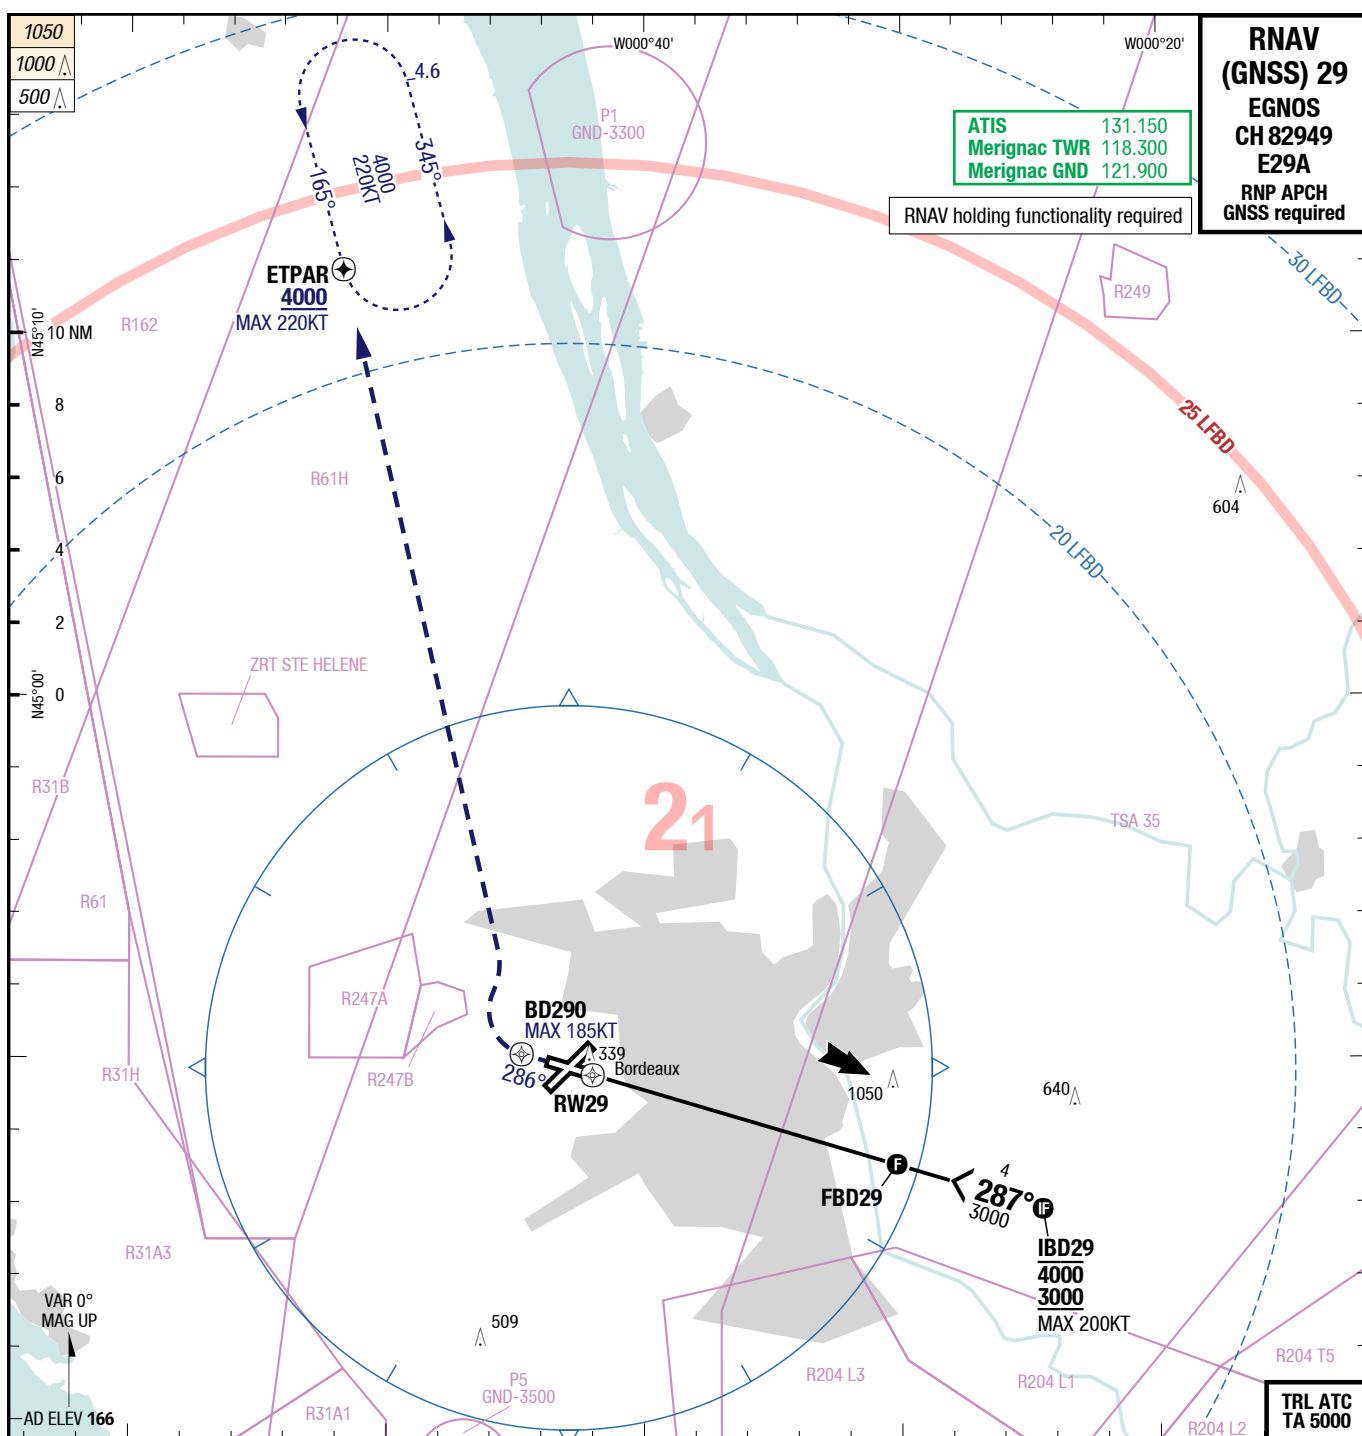 1050
1000
500
W000°40'
W000°20'
RNAV
(GNSS) 29
EGNOS
CH 82949
E29A
RNP APCH
GNSS required
ATIS 131.150
Merignac TWR 118.300
Merignac GND 121.900
RNAV holding functionality required
P1
GND-3300
4.6
345°
4000
220KT
165°
ETPAR
4000
MAX 220KT
R249
30 LFBD
N45°10'
10 NM
R162
25 LFBD
8
R61H
6
604
4
20 LFBD
2
ZRT STE HELENE
N45°00'
0
R31B
21
TSA 35
R61
R247A
BD290
MAX 185KT
339
Bordeaux
286°
RW29
R31H
R247B
1050
640
FBD29
4
287°
3000
IBD29
4000
3000
MAX 200KT
R31A3
VAR 0°
MAG UP
509
P5
GND-3500
R204 L3
R204 L1
R204 T5
R31A1
AD ELEV 166
R204 L2
TRL ATC
TA 5000
F
IF